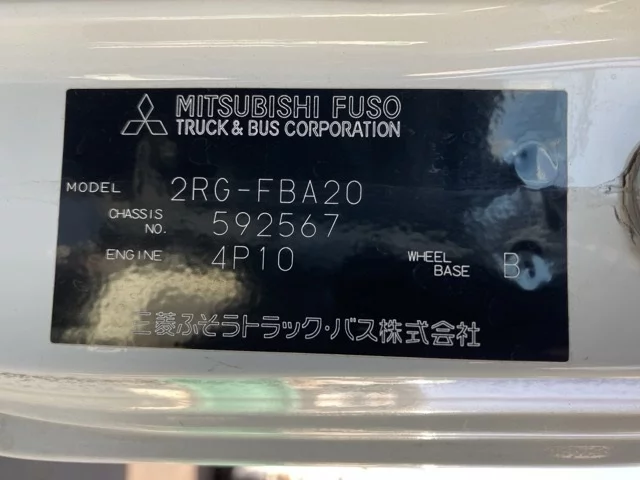 MITSUBISHI FUSO
TRUCK & BUS CORPORATION
MODEL 2RG-FBA20
CHASSIS NO. 592567
ENGINE 4P10 WHEEL BASE B
三菱ふそうトラック・バス株式会社